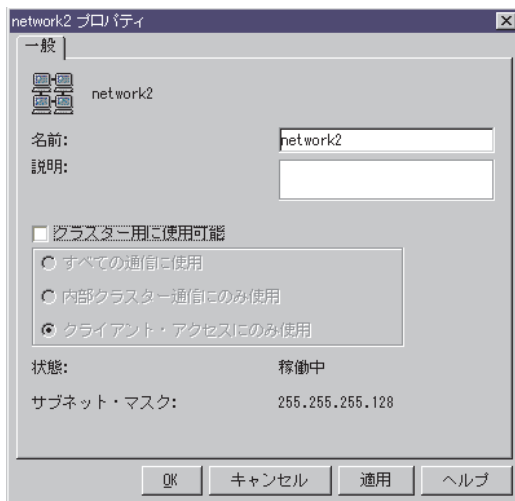 network2 プロパティ
一般
network2
名前:
network2
説明:
クラスター用に使用可能
すべての通信に使用
内部クラスター通信にのみ使用
クライアント・アクセスにのみ使用
状態:
稼働中
サブネット・マスク:
255.255.255.128
OK
キャンセル
適用
ヘルプ